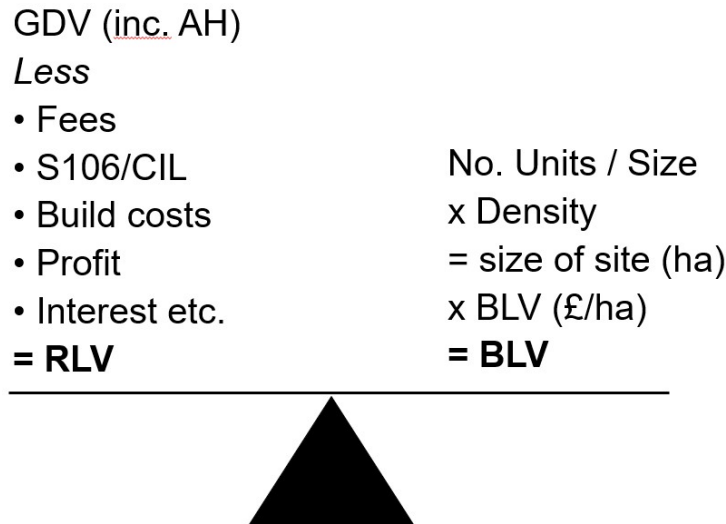 GDV (inc. AH)
Less
• Fees
• S106/CIL
• Build costs
• Profit
• Interest etc.
= RLV
No. Units / Size
x Density
= size of site (ha)
x BLV (£/ha)
= BLV